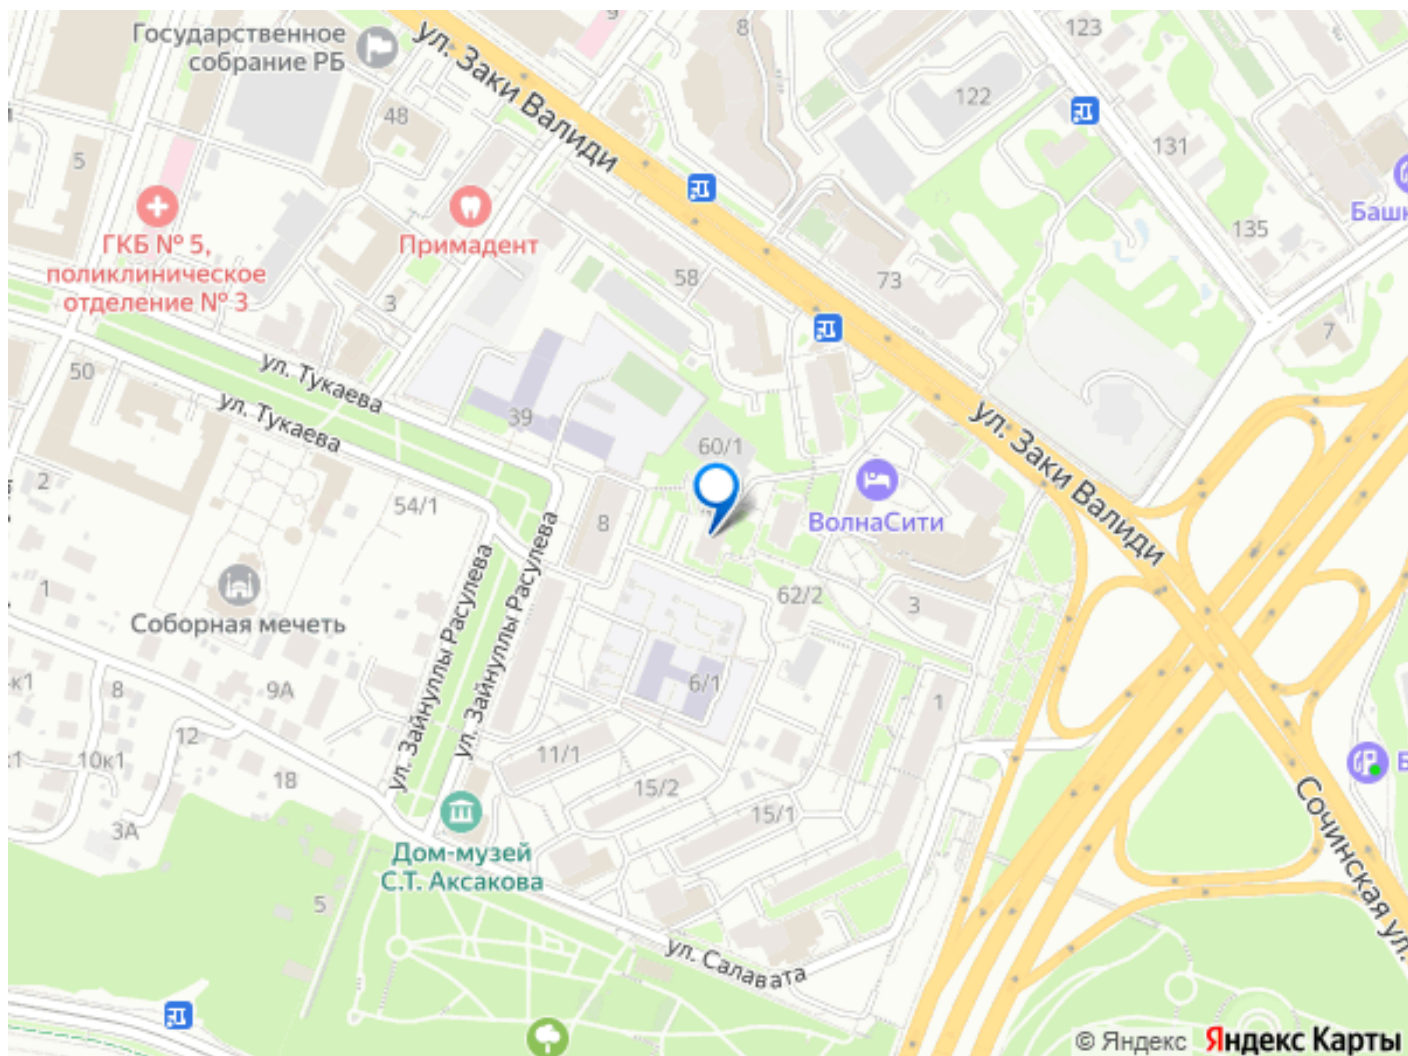 Государственное
собрание РБ
ул. Заки Валиди
9
8
123
122
48
131
5
ГКБ № 5,
поликлиническое
отделение № 3
Примадент
135
58
73
3
7
50
ул. Тукаева
ул. Тукаева
39
60/1
ул. Заки Валиди
2
54/1
8
ВолнаСити
1
Соборная мечеть
62/2
3
ул. Зайнуллы Расулева
ул. Зайнуллы Расулева
-к1
8
9А
6/1
1
12
10к1
18
11/1
15/2
15/1
3А
Дом-музей
С.Т. Аксакова
Сочинская ул.
5
ул. Салавата
© Яндекс Яндекс Карты